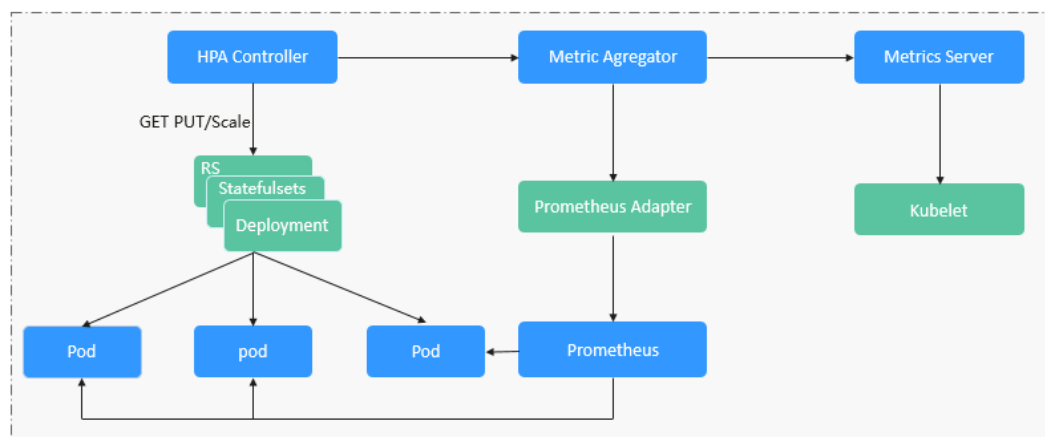 HPA Controller
Metric Agregator
Metrics Server
GET PUT/Scale
RS
Statefulsets
Deployment
Prometheus Adapter
Kubelet
Pod
pod
Pod
Prometheus